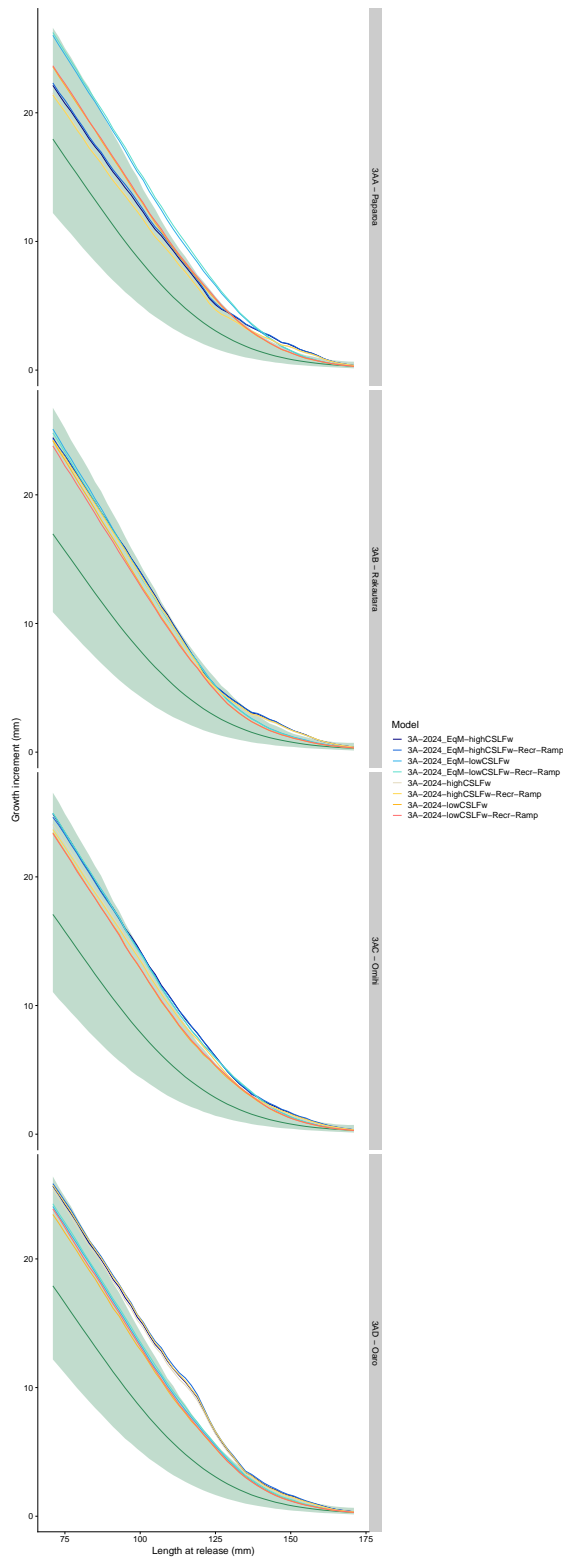 20
10
0
3AA – Paparoa
20
10
0
3AB – Rakautara
Growth increment (mm)
Model
3A–2024_EqM–highCSLFw
3A–2024_EqM–highCSLFw–Recr–Ramp
3A–2024_EqM–lowCSLFw
3A–2024_EqM–lowCSLFw–Recr–Ramp
3A–2024–highCSLFw
3A–2024–highCSLFw–Recr–Ramp
3A–2024–lowCSLFw
3A–2024–lowCSLFw–Recr–Ramp
20
10
0
3AC – Omihi
20
10
0
3AD – Oaro
75 100 125 150 175
Length at release (mm)